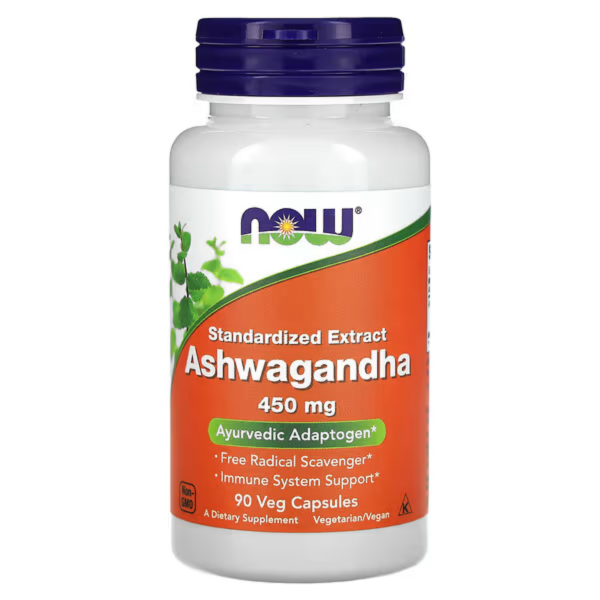 NOW®
Standardized Extract
Ashwagandha
450 mg
Ayurvedic Adaptogen*
• Free Radical Scavenger*
• Immune System Support*
90 Veg Capsules
Non-
GMO
A Dietary Supplement Vegetarian/Vegan
K